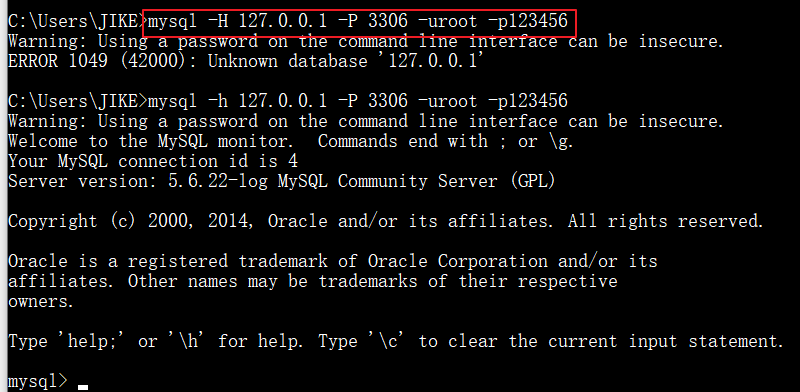 C:\Users\JIKE>mysql -H 127.0.0.1 -P 3306 -uroot -p123456
Warning: Using a password on the command line interface can be insecure.
ERROR 1049 (42000): Unknown database '127.0.0.1'
C:\Users\JIKE>mysql -h 127.0.0.1 -P 3306 -uroot -p123456
Warning: Using a password on the command line interface can be insecure.
Welcome to the MySQL monitor.  Commands end with ; or \g.
Your MySQL connection id is 4
Server version: 5.6.22-log MySQL Community Server (GPL)
Copyright (c) 2000, 2014, Oracle and/or its affiliates. All rights reserved.
Oracle is a registered trademark of Oracle Corporation and/or its
affiliates. Other names may be trademarks of their respective
owners.
Type 'help;' or '\h' for help. Type '\c' to clear the current input statement.
mysql>